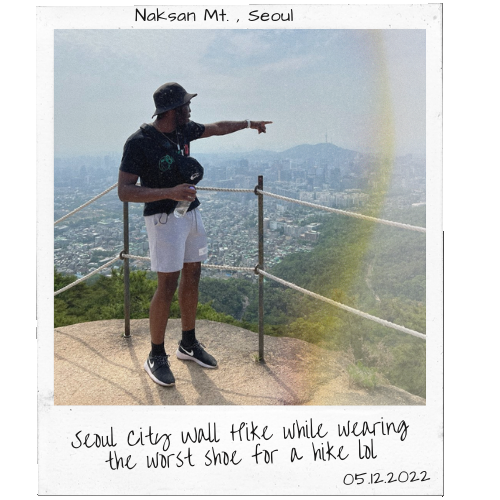 Naksan Mt. , Seoul
Seoul City Wall Hike while wearing
the worst shoe for a hike lol
05.12.2022